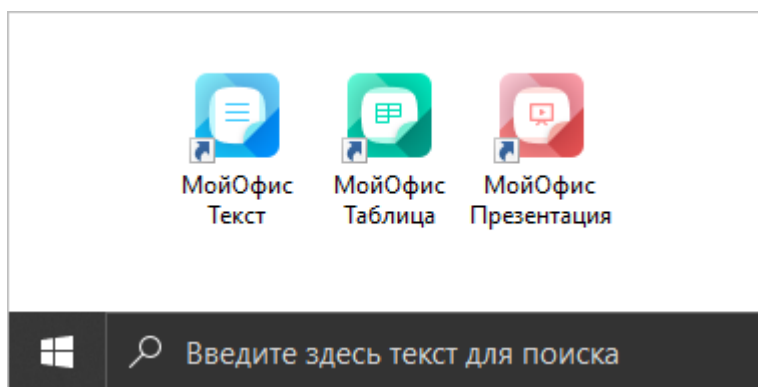 МойОфис
Текст
МойОфис
Таблица
МойОфис
Презентация
Введите здесь текст для поиска